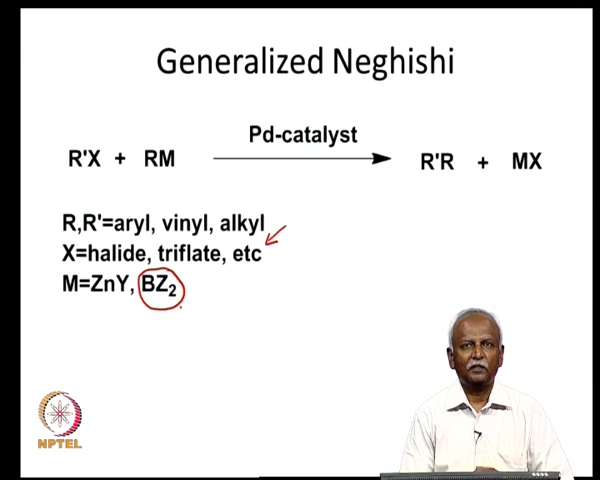 Generalized Neghishi
Pd-catalyst
R'X + RM R'R + MX
R,R'=aryl, vinyl, alkyl
X=halide, triflate, etc
M=ZnY, BZ₂
NPTEL